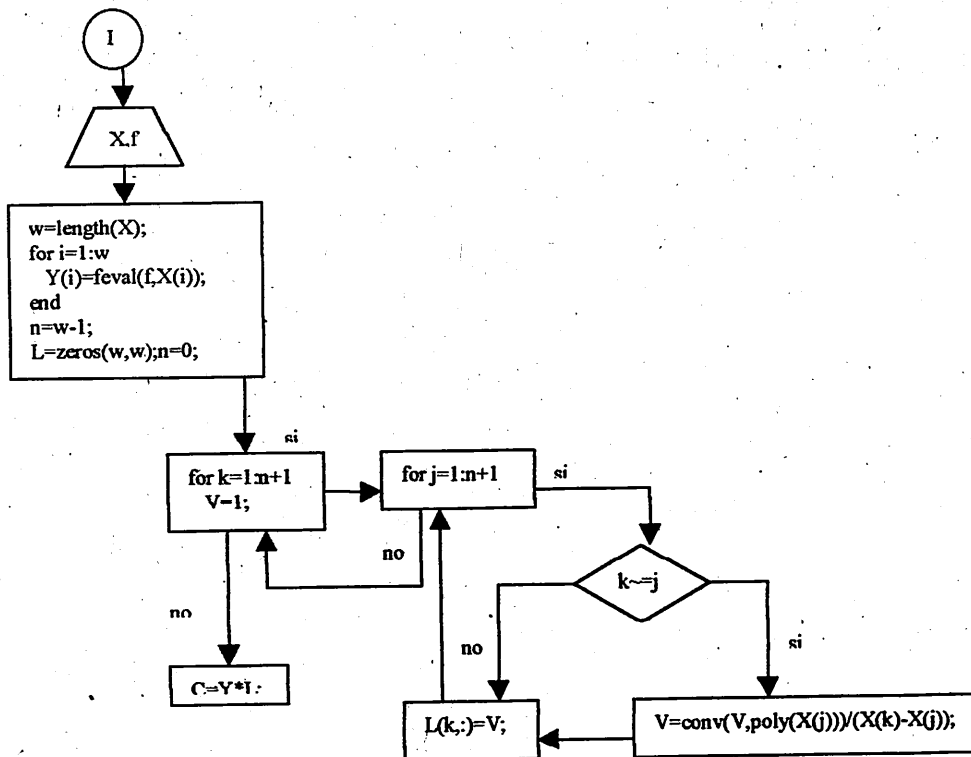 I
X,f
w=length(X);
for i=1:w
Y(i)=feval(f,X(i));
end
n=w-1;
L=zeros(w,w);n=0;
si
for k=1:n+1
V=1;
for j=1:n+1
si
no
k~=j
no
no
si
C=Y*L;
L(k,:)=V;
V=conv(V,poly(X(j)))/(X(k)-X(j));